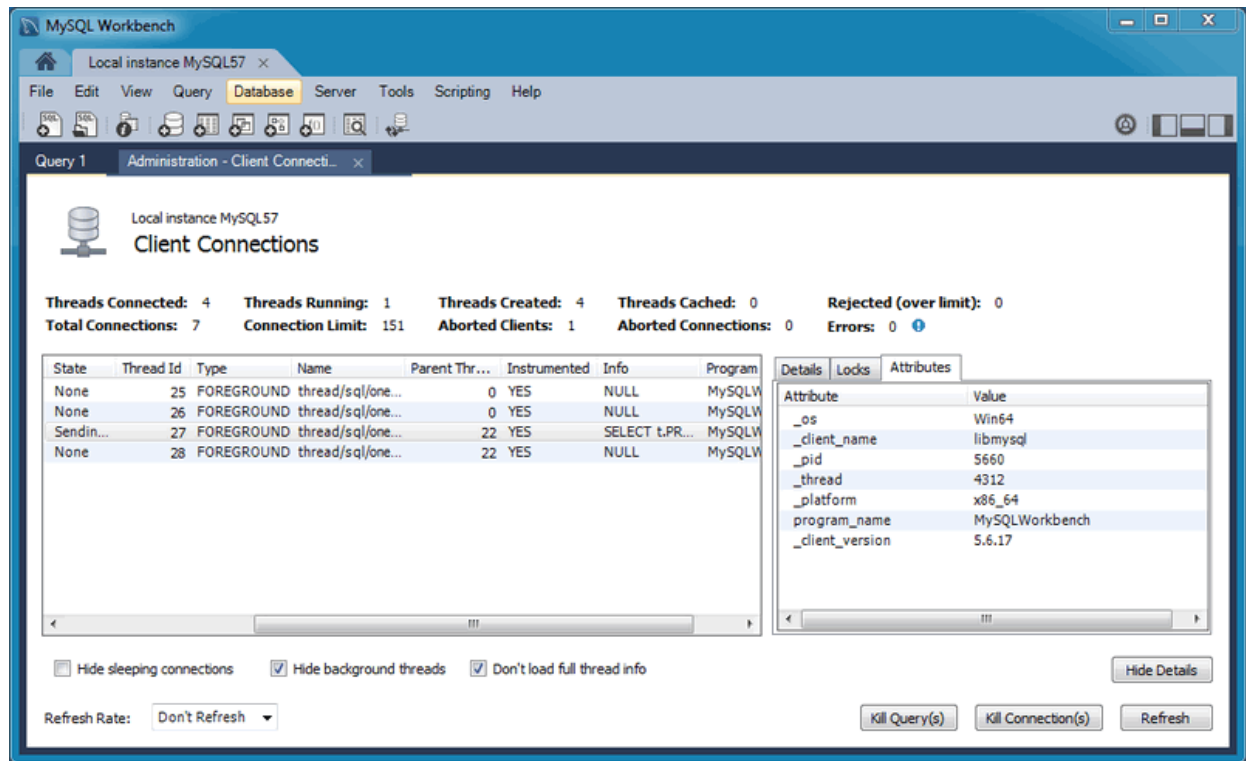 MySQL Workbench
Local instance MySQL57
File Edit View Query Database Server Tools Scripting Help
Query 1 Administration - Client Connecti...
Local instance MySQL57
Client Connections
Threads Connected: 4 Threads Running: 1 Threads Created: 4 Threads Cached: 0 Rejected (over limit): 0
Total Connections: 7 Connection Limit: 151 Aborted Clients: 1 Aborted Connections: 0 Errors: 0
State Thread Id Type Name Parent Thr... Instrumented Info Program
None 25 FOREGROUND thread/sql/one... 0 YES NULL MySQLW
None 26 FOREGROUND thread/sql/one... 0 YES NULL MySQLW
Sendin... 27 FOREGROUND thread/sql/one... 22 YES SELECT t.PR... MySQLW
None 28 FOREGROUND thread/sql/one... 22 YES NULL MySQLW
Details Locks Attributes
Attribute Value
_os Win64
_client_name libmysql
_pid 5660
_thread 4312
_platform x86_64
program_name MySQLWorkbench
_client_version 5.6.17
Hide sleeping connections Hide background threads Don't load full thread info Hide Details
Refresh Rate: Don't Refresh Kill Query(s) Kill Connection(s) Refresh